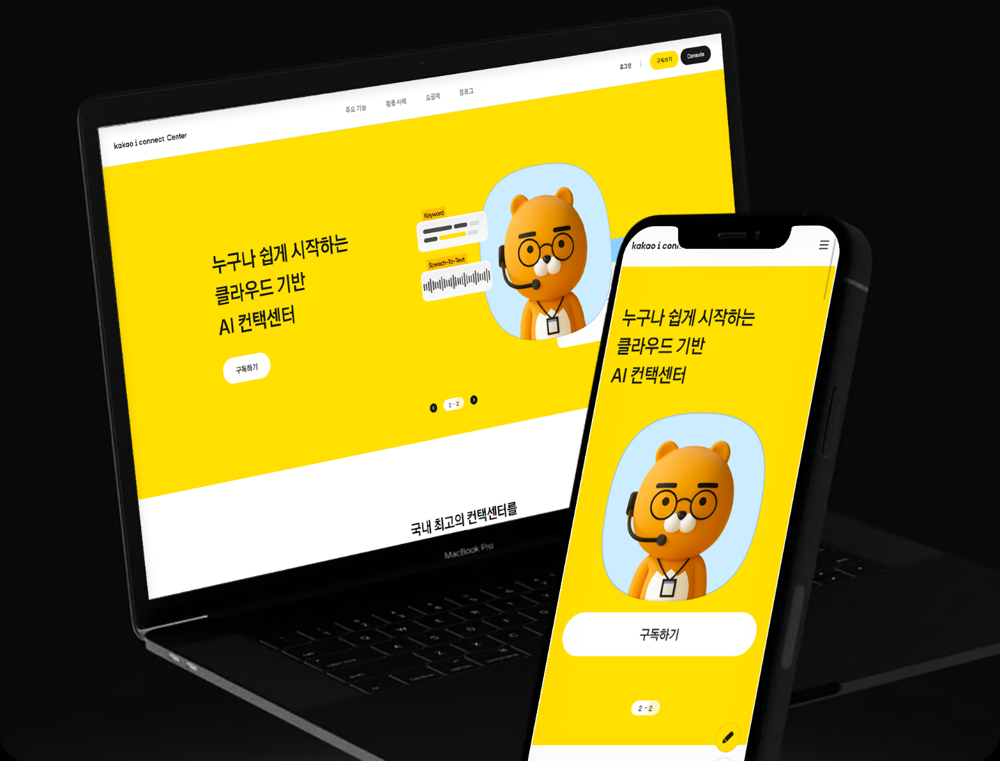 kakao i connect Center
주요 기능
활용 사례
요금제
블로그
로그인
구독하기
Console
누구나 쉽게 시작하는
클라우드 기반
AI 컨택센터
구독하기
Keyword
Speech-To-Text
2 · 2
국내 최고의 컨택센터를
MacBook Pro
kakao i conn
누구나 쉽게 시작하는
클라우드 기반
AI 컨택센터
구독하기
2 · 2